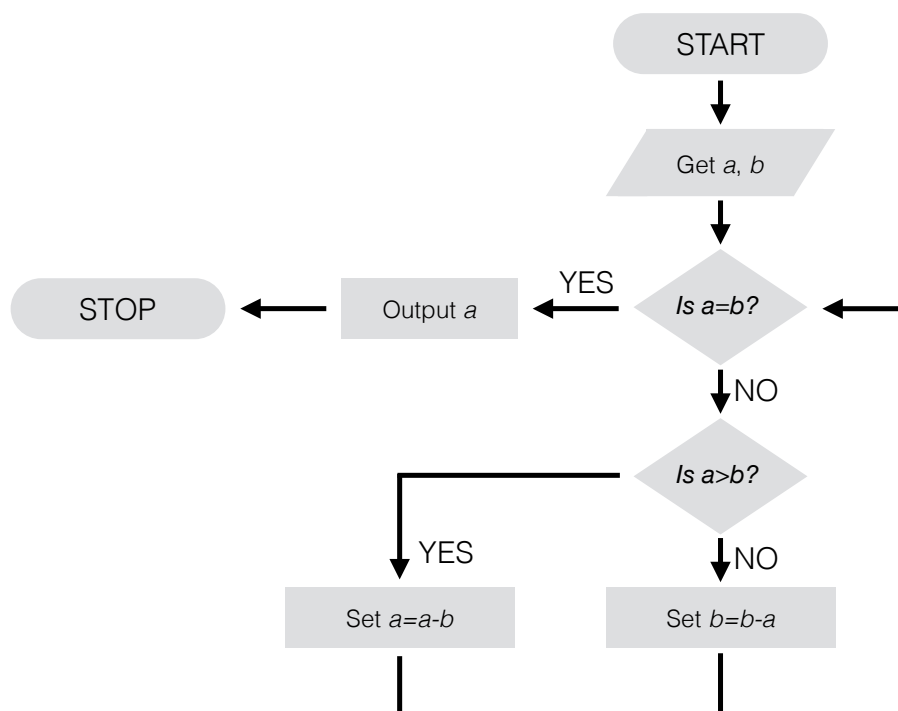 START
Get a, b
Is a=b?
YES
Output a
STOP
NO
Is a>b?
YES
NO
Set a=a-b
Set b=b-a